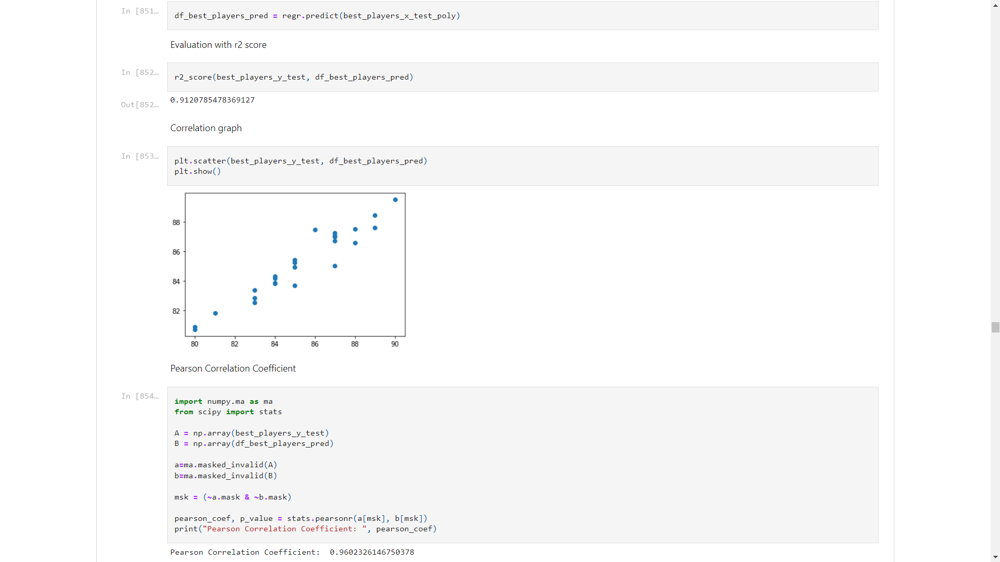 In [851…
df_best_players_pred = regr.predict(best_players_x_test_poly)
Evaluation with r2 score
In [852…
r2_score(best_players_y_test, df_best_players_pred)
Out[852…
0.9120785478369127
Correlation graph
In [853…
plt.scatter(best_players_y_test, df_best_players_pred)
plt.show()
88
86
84
82
80 82 84 86 88 90
Pearson Correlation Coefficient
In [854…
import numpy.ma as ma
from scipy import stats
A = np.array(best_players_y_test)
B = np.array(df_best_players_pred)
a=ma.masked_invalid(A)
b=ma.masked_invalid(B)
msk = (~a.mask & ~b.mask)
pearson_coef, p_value = stats.pearsonr(a[msk], b[msk])
print("Pearson Correlation Coefficient: ", pearson_coef)
Pearson Correlation Coefficient:  0.9602326146750378